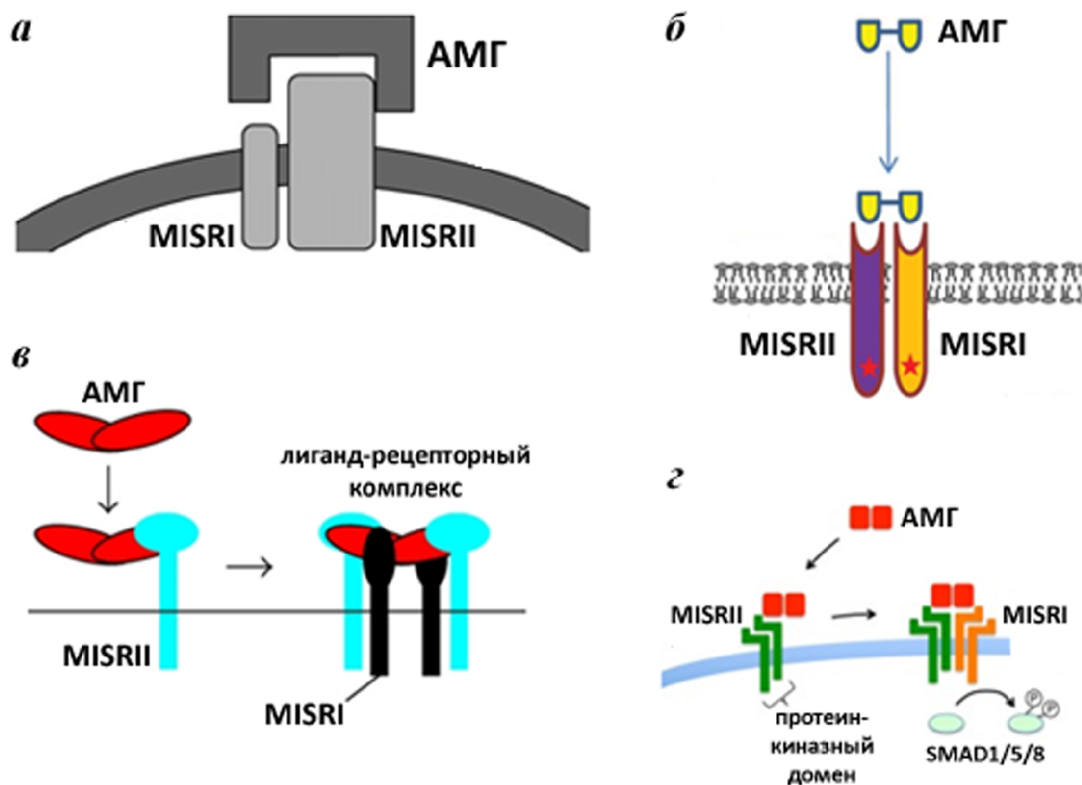 а
АМГ
MISRI
MISRII
б
АМГ
MISRII
MISRI
в
АМГ
лиганд-рецепторный
комплекс
MISRII
MISRI
г
АМГ
MISRII
MISRI
протеин-
киназный
домен
P
P
SMAD1/5/8